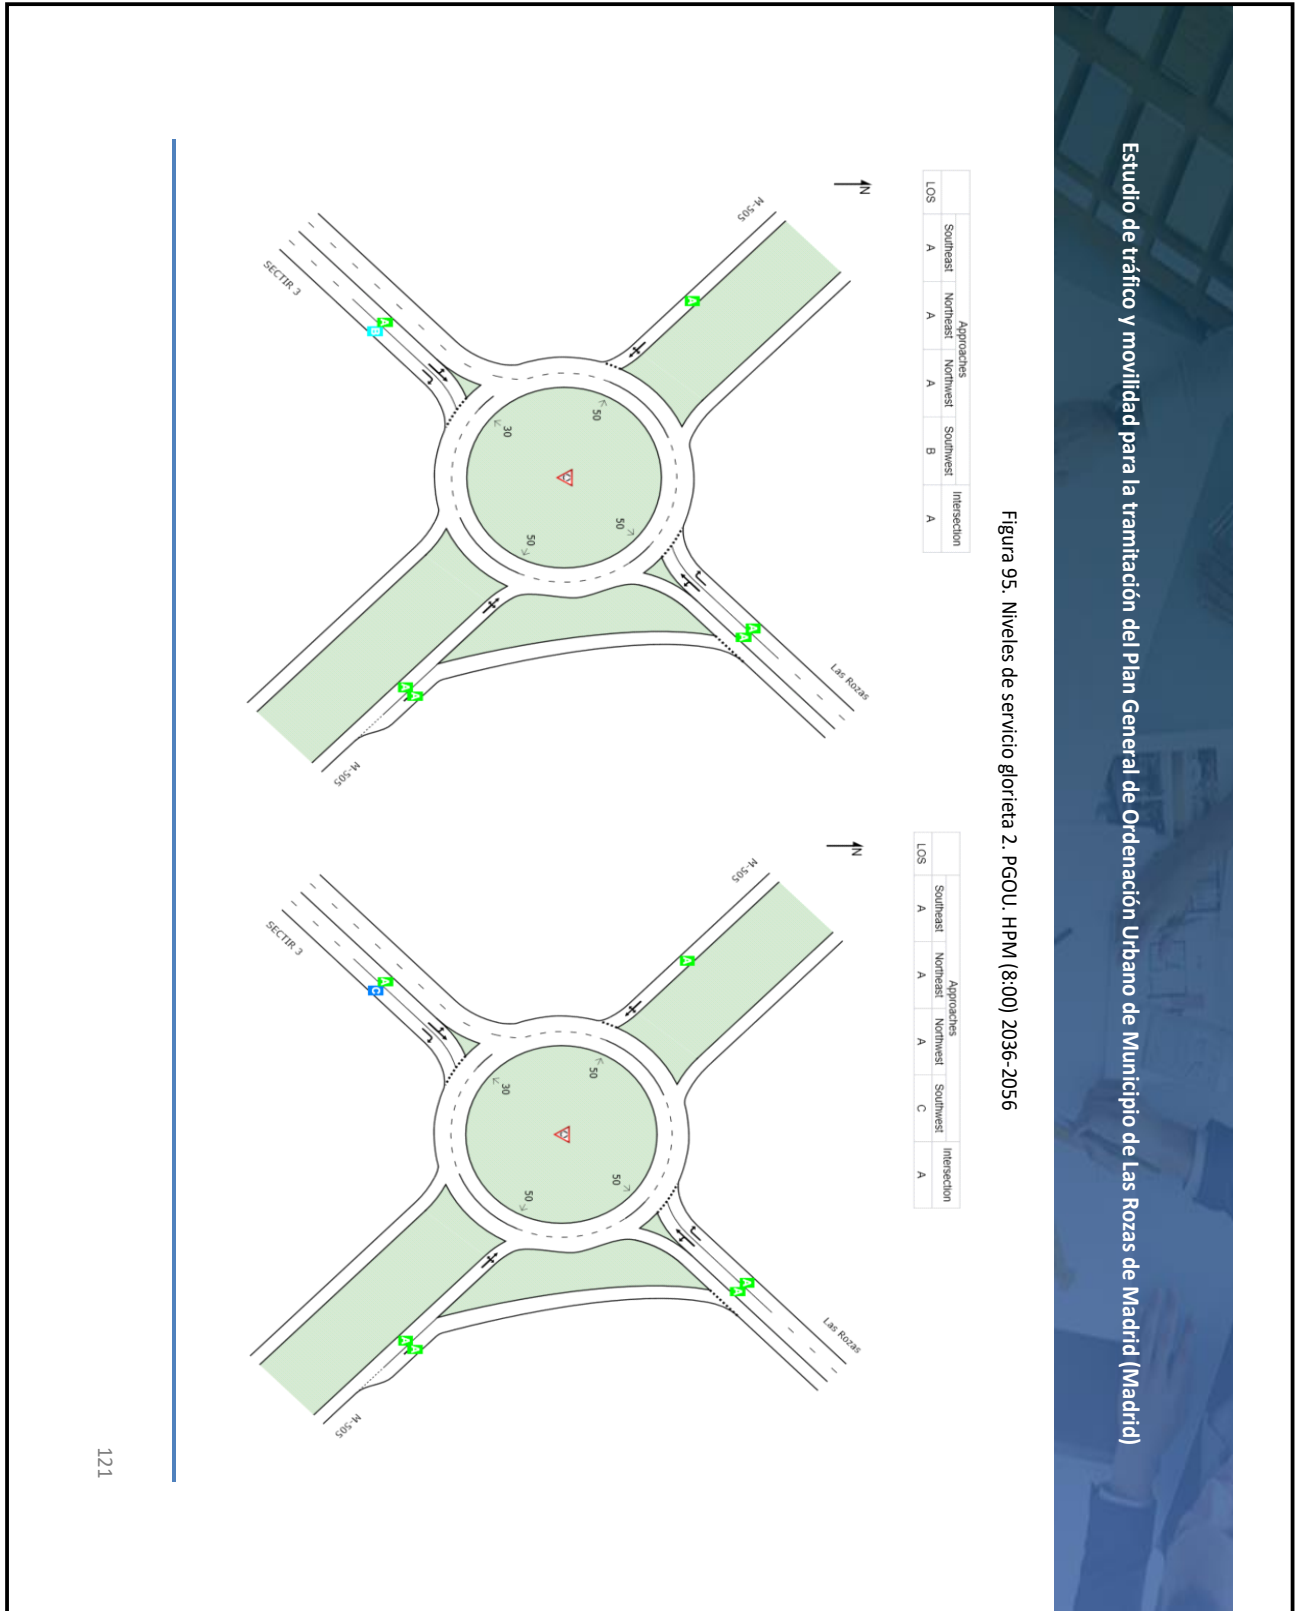 Estudio de tráfico y movilidad para la tramitación del Plan General de Ordenación Urbano de Municipio de Las Rozas de Madrid (Madrid)
Figura 95. Niveles de servicio glorieta 2. PGOU. HPM (8:00) 2036-2056
Approaches Intersection
Southeast Northeast Northwest Southwest
LOS A A A B A
N
M-505
Las Rozas
A
A
A
50
50
30
50
A
B
A
A
SECTIR 3
M-505
Approaches Intersection
Southeast Northeast Northwest Southwest
LOS A A A C A
N
M-505
Las Rozas
A
A
A
50
50
30
50
A
C
A
A
SECTIR 3
M-505
121